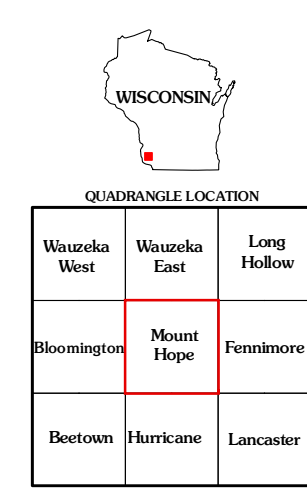 WISCONSIN
QUADRANGLE LOCATION
Wauzeka West
Wauzeka East
Long Hollow
Bloomington
Mount Hope
Fennimore
Beetown
Hurricane
Lancaster